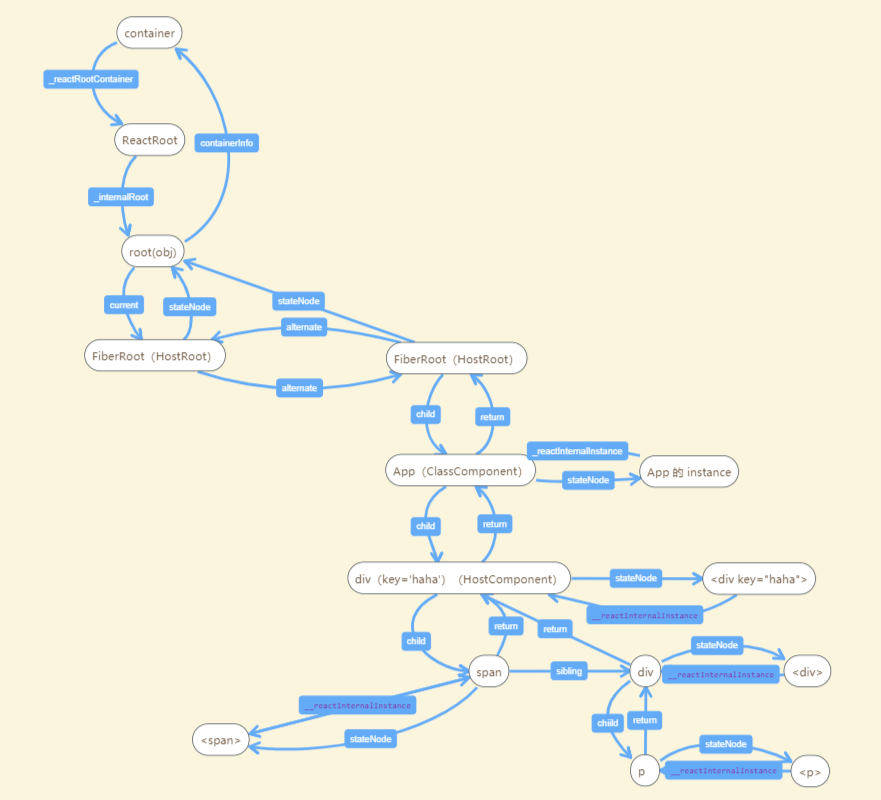 container
_reactRootContainer
ReactRoot
containerInfo
_internalRoot
root(obj)
current
stateNode
stateNode
alternate
FiberRoot (HostRoot)
FiberRoot (HostRoot)
alternate
child
return
_reactInternalInstance
App (ClassComponent)
App 的 instance
stateNode
child
return
div (key='haha') (HostComponent)
stateNode
<div key="haha">
__reactInternalInstance
child
return
return
span
sibling
div
stateNode
__reactInternalInstance
<div>
__reactInternalInstance
<span>
stateNode
chiild
return
stateNode
p
__reactInternalInstance
<p>